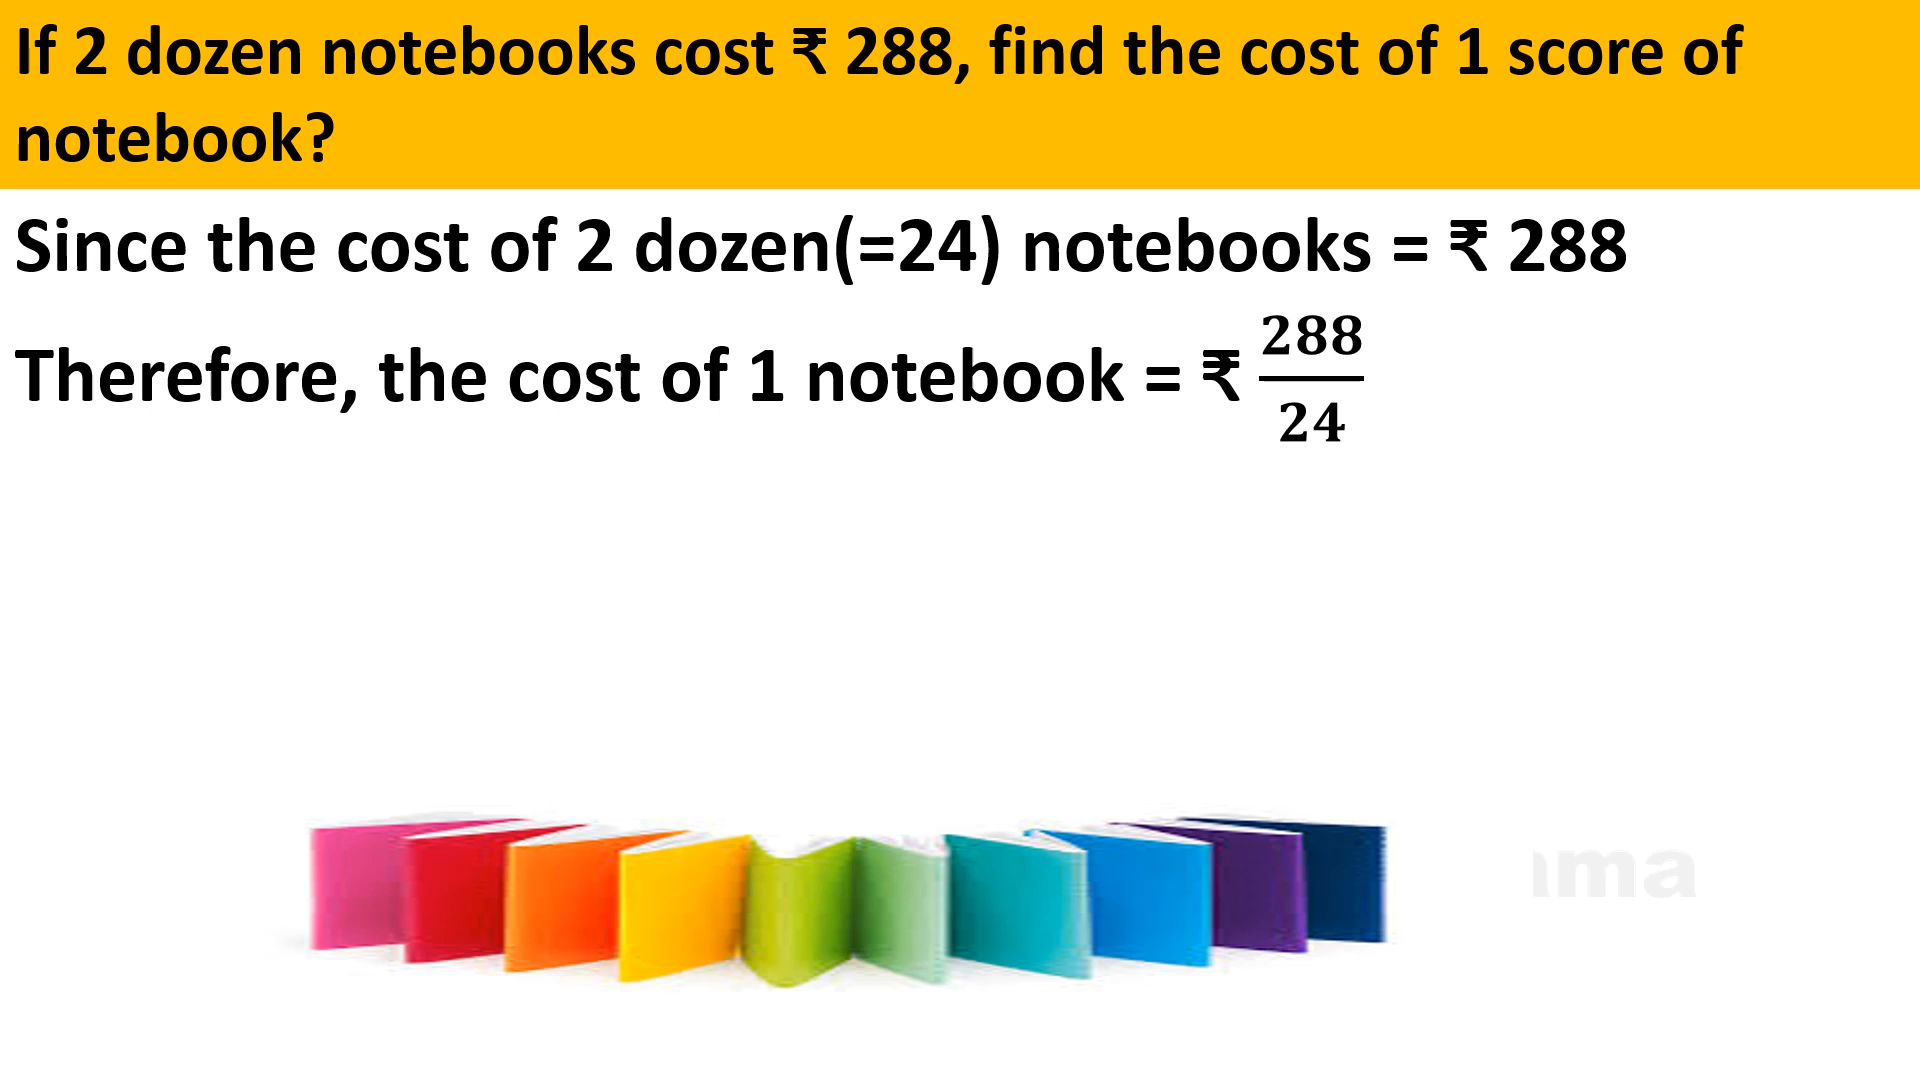 If 2 dozen notebooks cost ₹ 288, find the cost of 1 score of
notebook?
Since the cost of 2 dozen(=24) notebooks = ₹ 288
Therefore, the cost of 1 notebook = ₹ 288/24